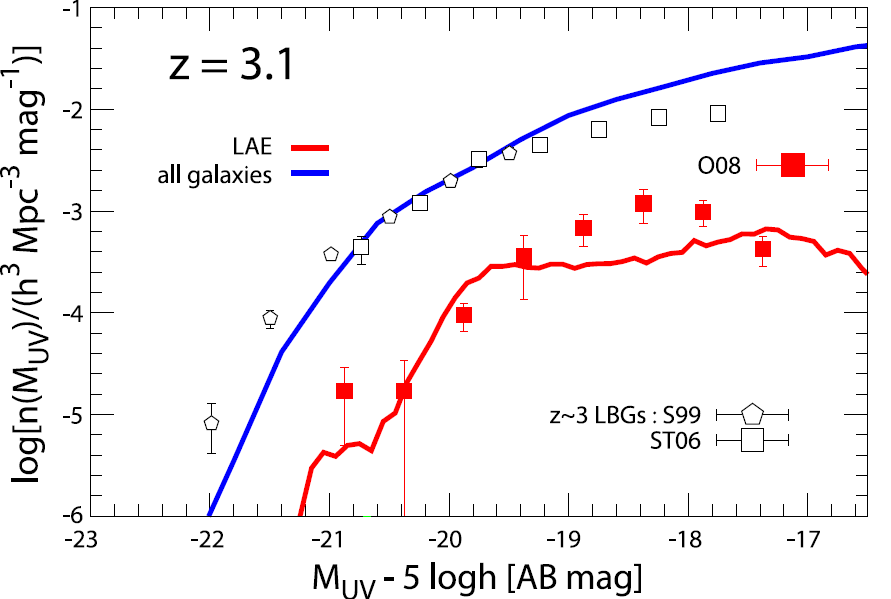 z = 3.1
LAE
all galaxies
O08
z~3 LBGs : S99
ST06
log[n(M_UV)/(h^3 Mpc^-3 mag^-1)]
-1
-2
-3
-4
-5
-6
-23 -22 -21 -20 -19 -18 -17
M_UV - 5 logh [AB mag]